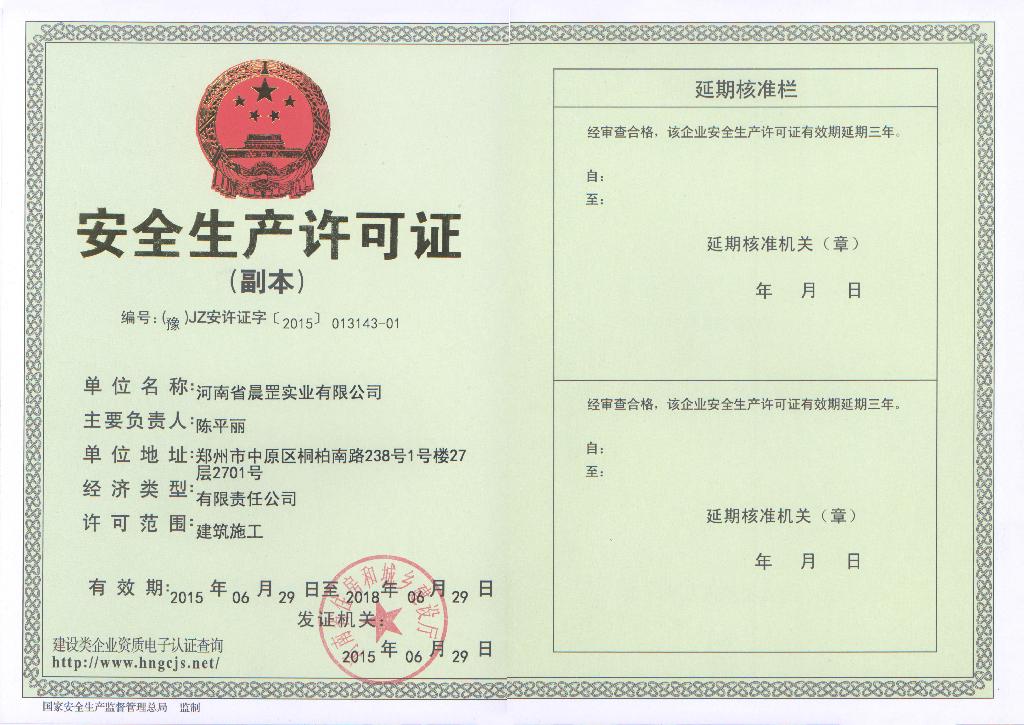 安全生产许可证
(副本)
编号:(豫)JZ安许证字〔2015〕013143-01
单位名称:河南省晨罡实业有限公司
主要负责人:陈平丽
单位地址:郑州市中原区桐柏南路238号1号楼27
层2701号
经济类型:有限责任公司
许可范围:建筑施工
有效期:2015年06月29日至2018年06月29日
发证机关:
河南省住房和城乡建设厅
2015年06月29日
建设类企业资质电子认证查询
http://www.hngcjs.net/
国家安全生产监督管理总局 监制
延期核准栏
经审查合格，该企业安全生产许可证有效期延期三年。
自:
至:
延期核准机关（章）
年 月 日
经审查合格，该企业安全生产许可证有效期延期三年。
自:
至:
延期核准机关（章）
年 月 日